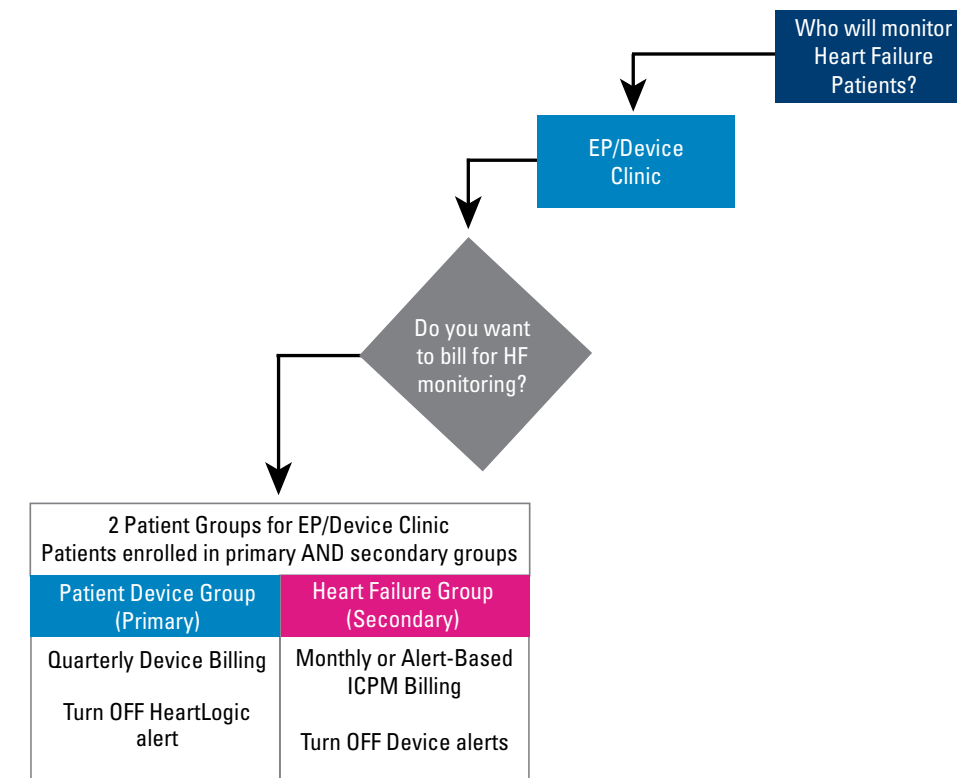 Who will monitor
Heart Failure
Patients?
EP/Device
Clinic
Do you want
to bill for HF
monitoring?
2 Patient Groups for EP/Device Clinic
Patients enrolled in primary AND secondary groups
Patient Device Group
(Primary)
Heart Failure Group
(Secondary)
Quarterly Device Billing
Turn OFF HeartLogic
alert
Monthly or Alert-Based
ICPM Billing
Turn OFF Device alerts